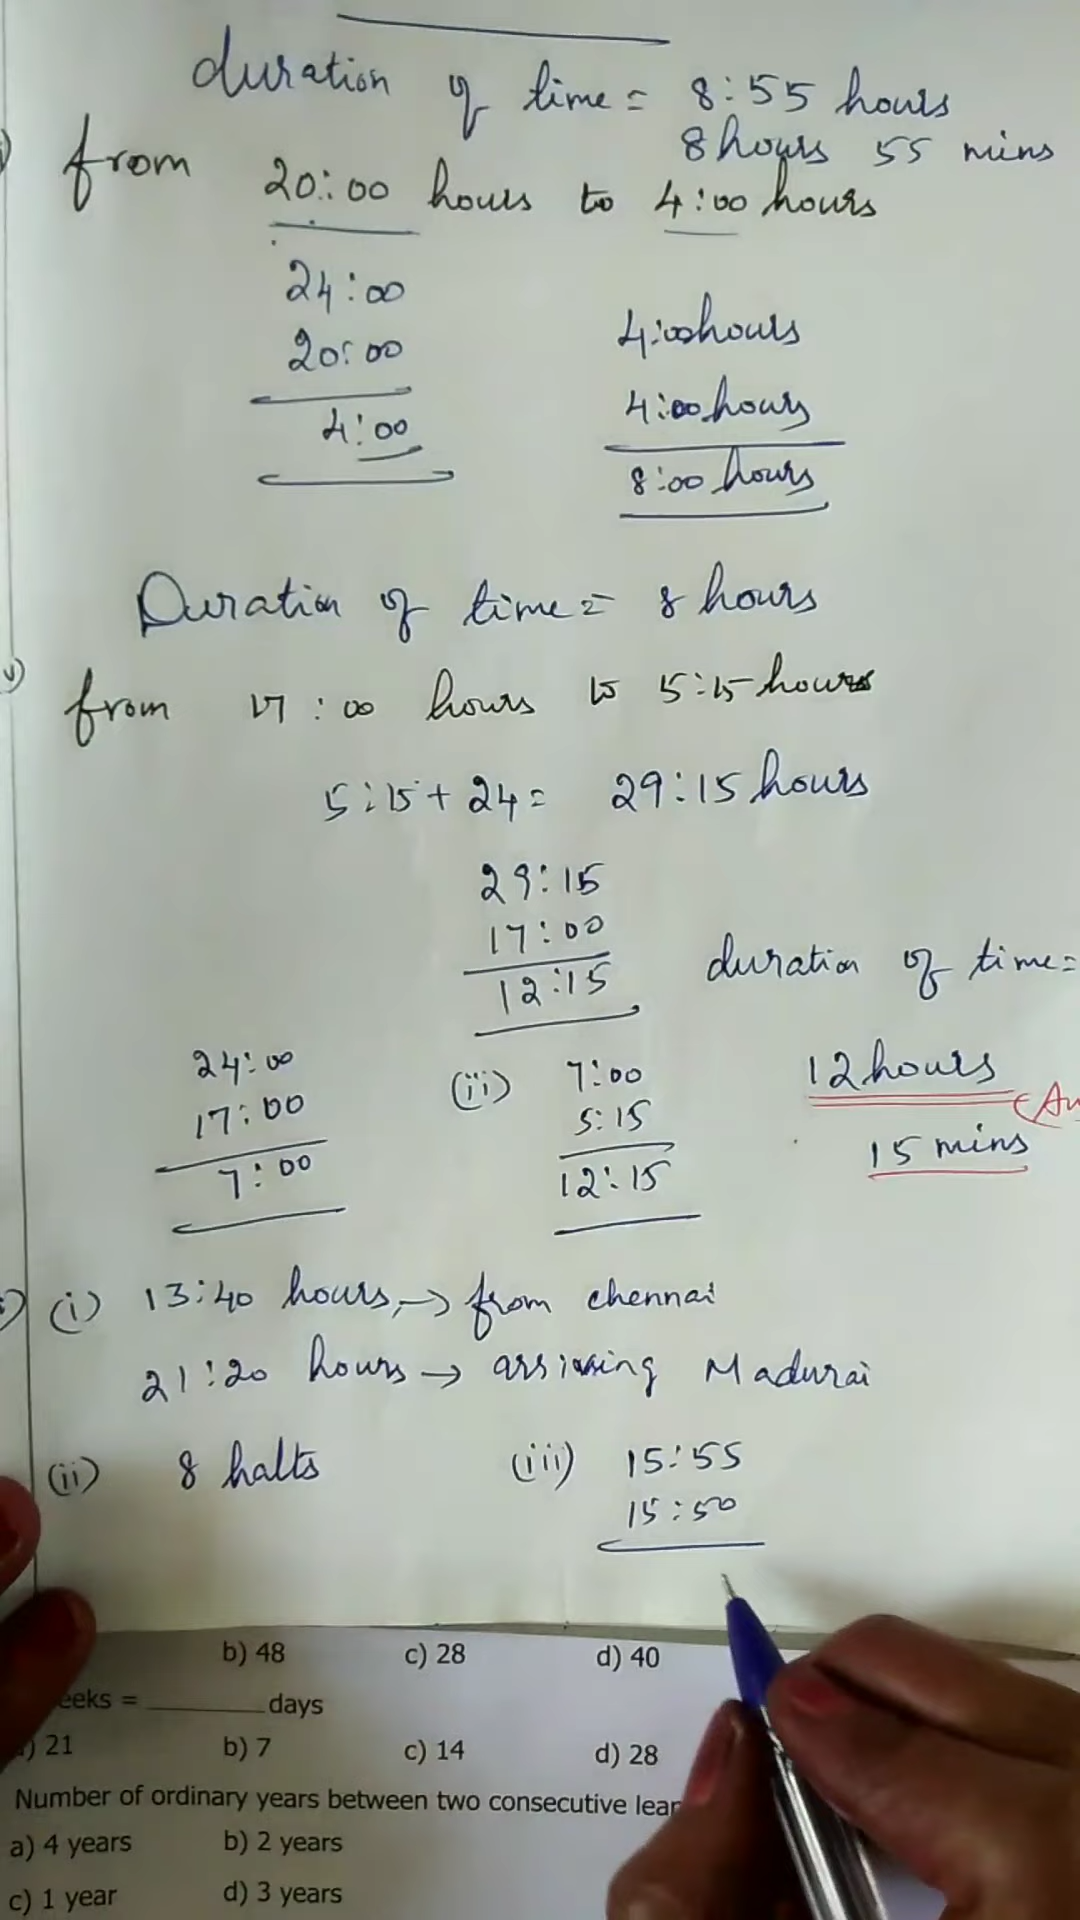 duration of time = 8:55 hours
8 hours 55 mins
from 20:00 hours to 4:00 hours
24:00
20:00
4:00
4:00 hours
4:00 hours
8:00 hours
Duration of time = 8 hours
from 17:00 hours to 5:15 hours
5:15 + 24 = 29:15 hours
29:15
17:00
12:15
duration of time =
12 hours
15 mins
24:00
17:00
7:00
(ii) 7:00
5:15
12:15
(i) 13:40 hours, → from chennai
21:20 hours → arriving Madurai
(ii) 8 halts
(iii) 15:55
15:50
b) 48 c) 28 d) 40
= ________ days
21 b) 7 c) 14 d) 28
Number of ordinary years between two consecutive
a) 4 years b) 2 years
c) 1 year d) 3 years